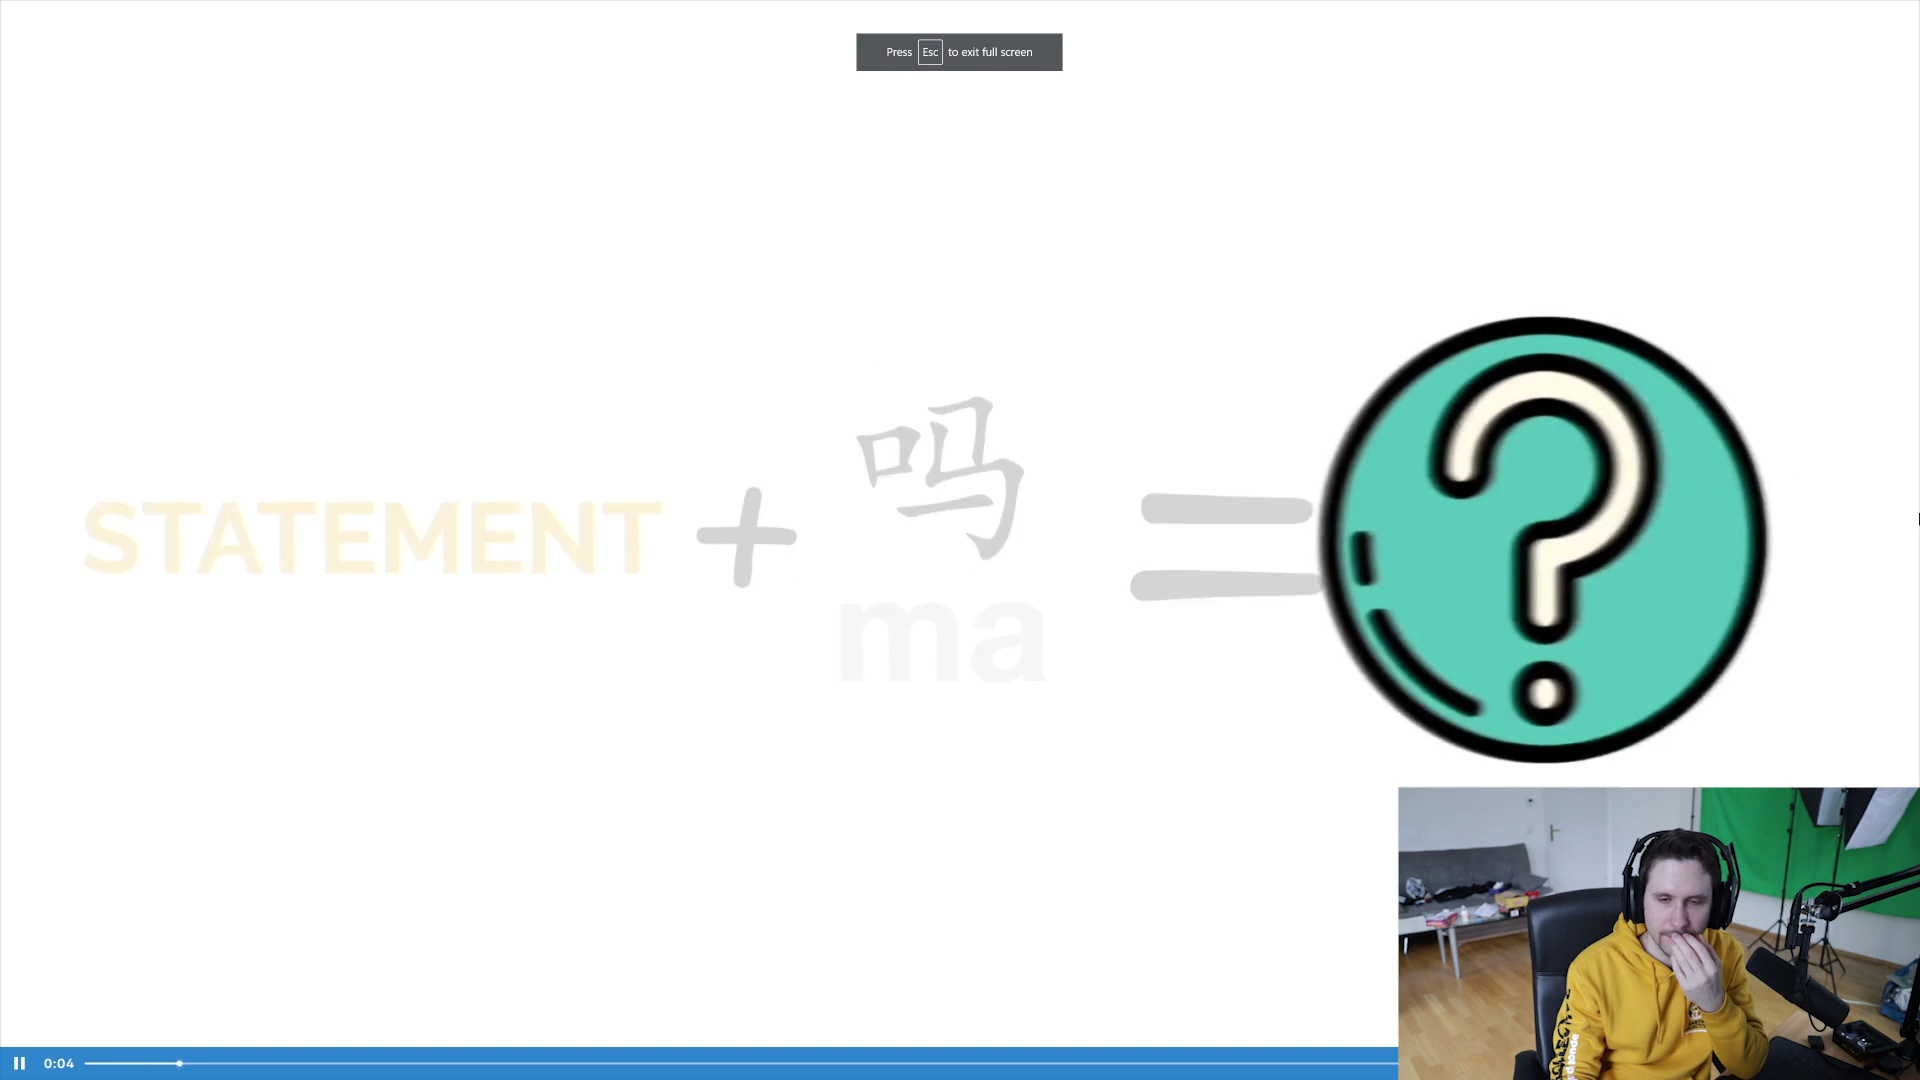 Press Esc to exit full screen
STATEMENT + 吗 = ?
ma
0:04